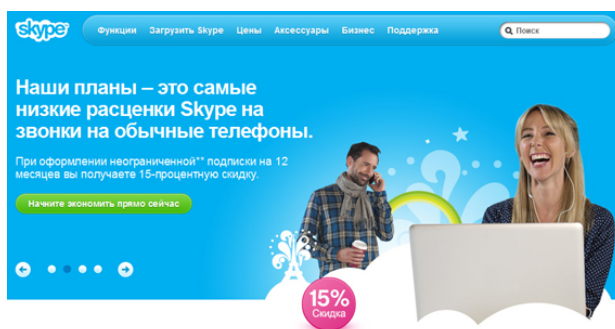 skype
Функции Загрузить Skype Цены Аксессуары Бизнес Поддержка
Поиск
Наши планы – это самые
низкие расценки Skype на
звонки на обычные телефоны.
При оформлении неограниченной** подписки на 12
месяцев вы получаете 15-процентную скидку.
Начните экономить прямо сейчас
15%
Скидка